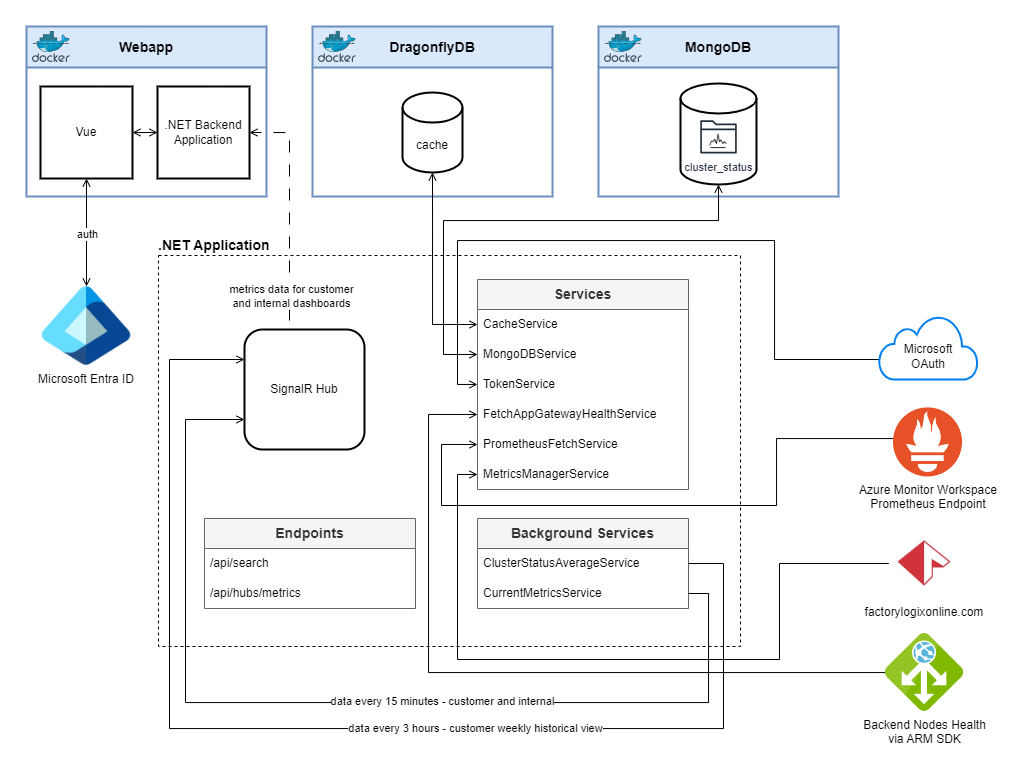 Webapp
docker
Vue
.NET Backend
Application
DragonflyDB
docker
cache
MongoDB
docker
cluster_status
auth
.NET Application
metrics data for customer
and internal dashboards
Microsoft Entra ID
SignalR Hub
Services
CacheService
MongoDBService
TokenService
FetchAppGatewayHealthService
PrometheusFetchService
MetricsManagerService
Microsoft
OAuth
Azure Monitor Workspace
Prometheus Endpoint
Endpoints
/api/search
/api/hubs/metrics
Background Services
ClusterStatusAverageService
CurrentMetricsService
factorylogixonline.com
data every 15 minutes - customer and internal
data every 3 hours - customer weekly historical view
Backend Nodes Health
via ARM SDK